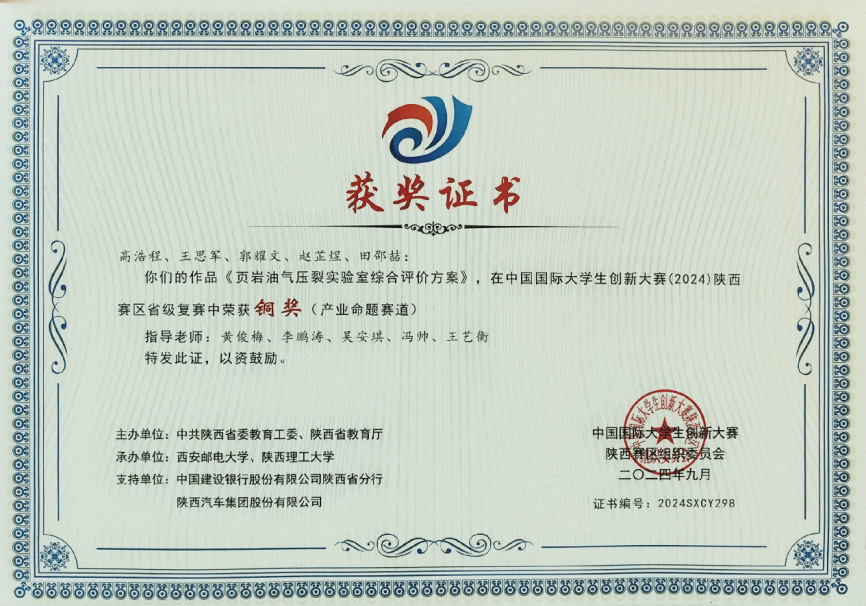 获奖证书
高浩程、王思军、郭耀文、赵芷煜、田邵喆：
你们的作品《页岩油气压裂实验室综合评价方案》，在中国国际大学生创新大赛(2024)陕西
赛区省级复赛中荣获铜奖（产业命题赛道）
指导老师：黄俊梅、李鹏涛、吴安琪、冯帅、王艺衡
特发此证，以资鼓励。
主办单位：中共陕西省委教育工委、陕西省教育厅
承办单位：西安邮电大学、陕西理工大学
支持单位：中国建设银行股份有限公司陕西省分行
陕西汽车集团股份有限公司
中国国际大学生创新大赛
陕西赛区组织委员会
二〇二四年九月
证书编号：2024SXCY298